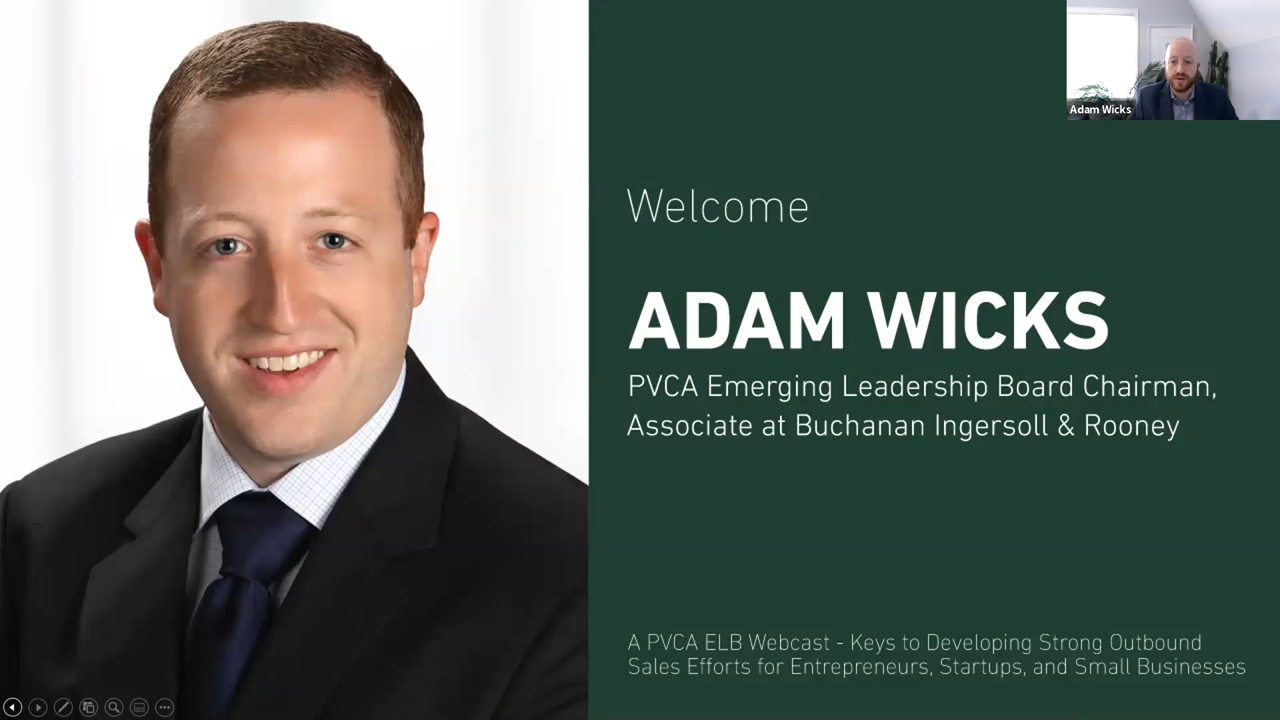 Adam Wicks
Welcome
ADAM WICKS
PVCA Emerging Leadership Board Chairman,
Associate at Buchanan Ingersoll & Rooney
A PVCA ELB Webcast - Keys to Developing Strong Outbound
Sales Efforts for Entrepreneurs, Startups, and Small Businesses